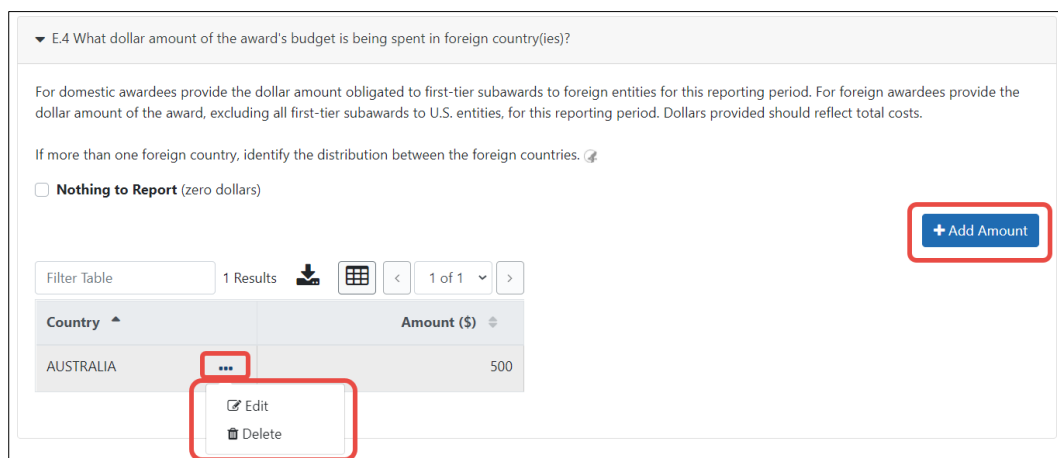 E.4 What dollar amount of the award's budget is being spent in foreign country(ies)?
For domestic awardees provide the dollar amount obligated to first-tier subawards to foreign entities for this reporting period. For foreign awardees provide the
dollar amount of the award, excluding all first-tier subawards to U.S. entities, for this reporting period. Dollars provided should reflect total costs.
If more than one foreign country, identify the distribution between the foreign countries.
Nothing to Report (zero dollars)
+ Add Amount
Filter Table 1 Results < 1 of 1 >
Country Amount ($)
AUSTRALIA ••• 500
Edit
Delete